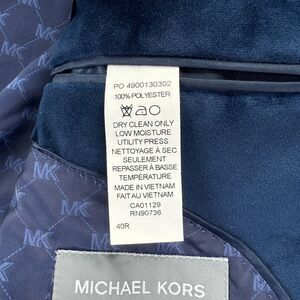 PO 4900130302
100% POLYESTER
DRY CLEAN ONLY
LOW MOISTURE
UTILITY PRESS
NETTOYAGE À SEC
SEULEMENT
REPASSER À BASSE
TEMPÉRATURE
MADE IN VIETNAM
FAIT AU VIETNAM
CA01129
RN90736
40R
MICHAEL KORS